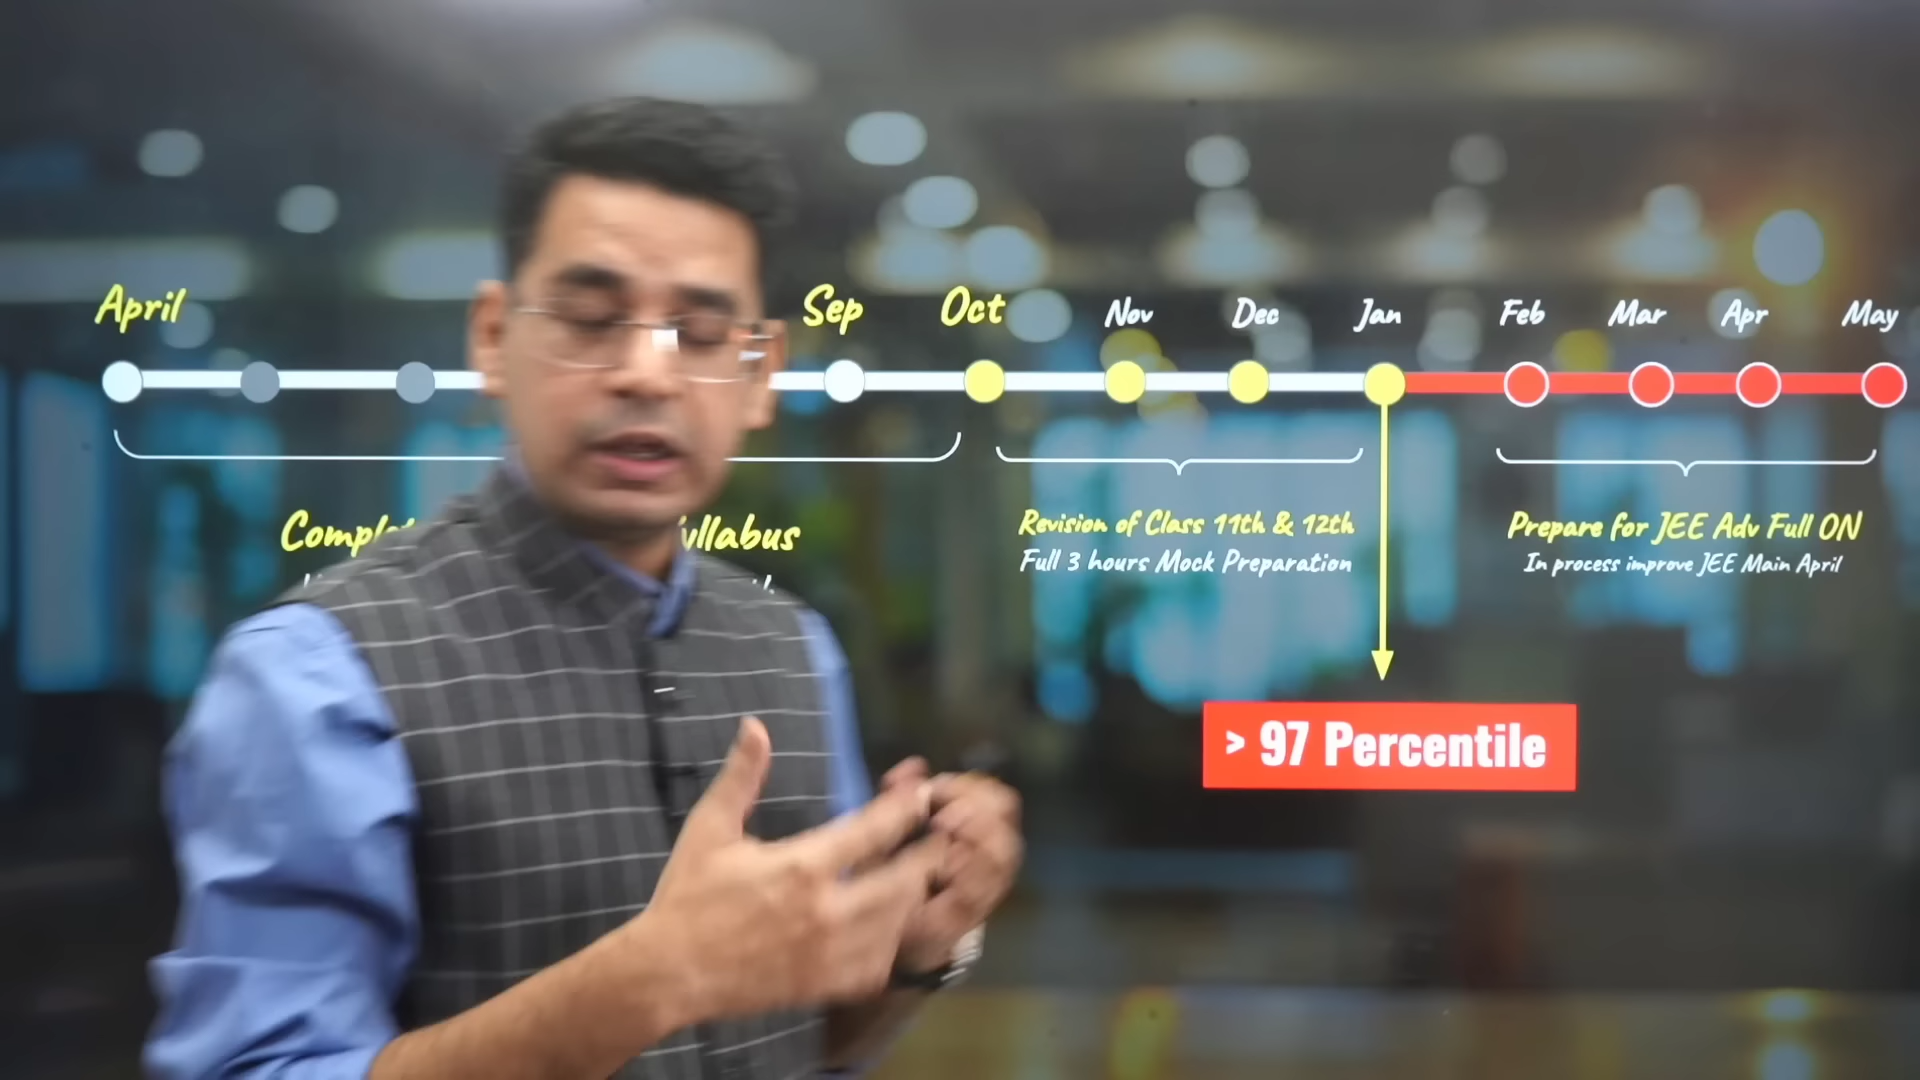 April Sep Oct Nov Dec Jan Feb Mar Apr May
Revision of Class 11th & 12th
Full 3 hours Mock Preparation
Prepare for JEE Adv Full ON
In process improve JEE Main April
> 97 Percentile